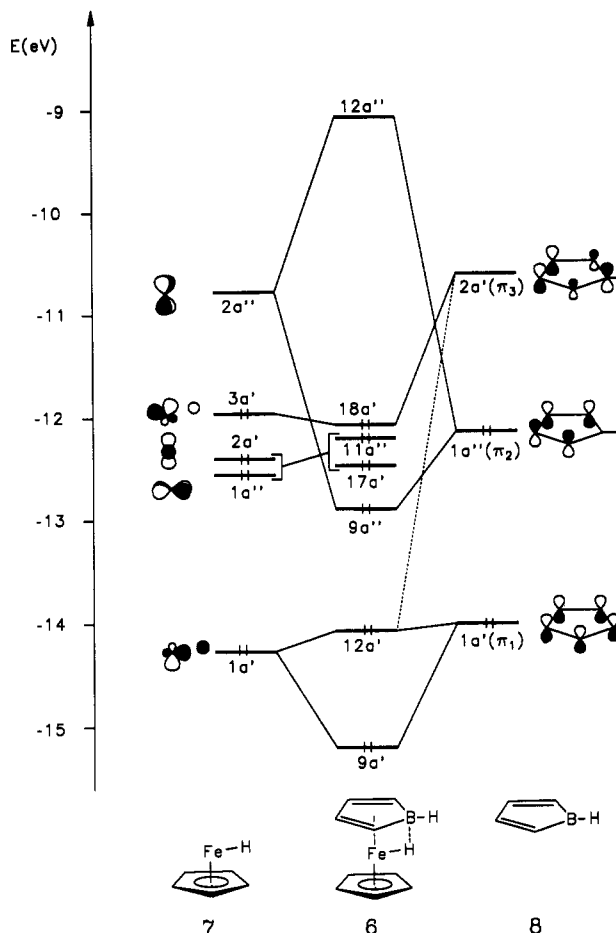 E(eV)
12a''
-9
-10
2a'(π₃)
2a''
-11
3a'
18a'
-12
2a'
11a''
1a''(π₂)
1a''
17a'
-13
9a''
-14
1a'
12a'
1a'(π₁)
-15
9a'
B-H
B-H
Fe-H
Fe-H
7
6
8